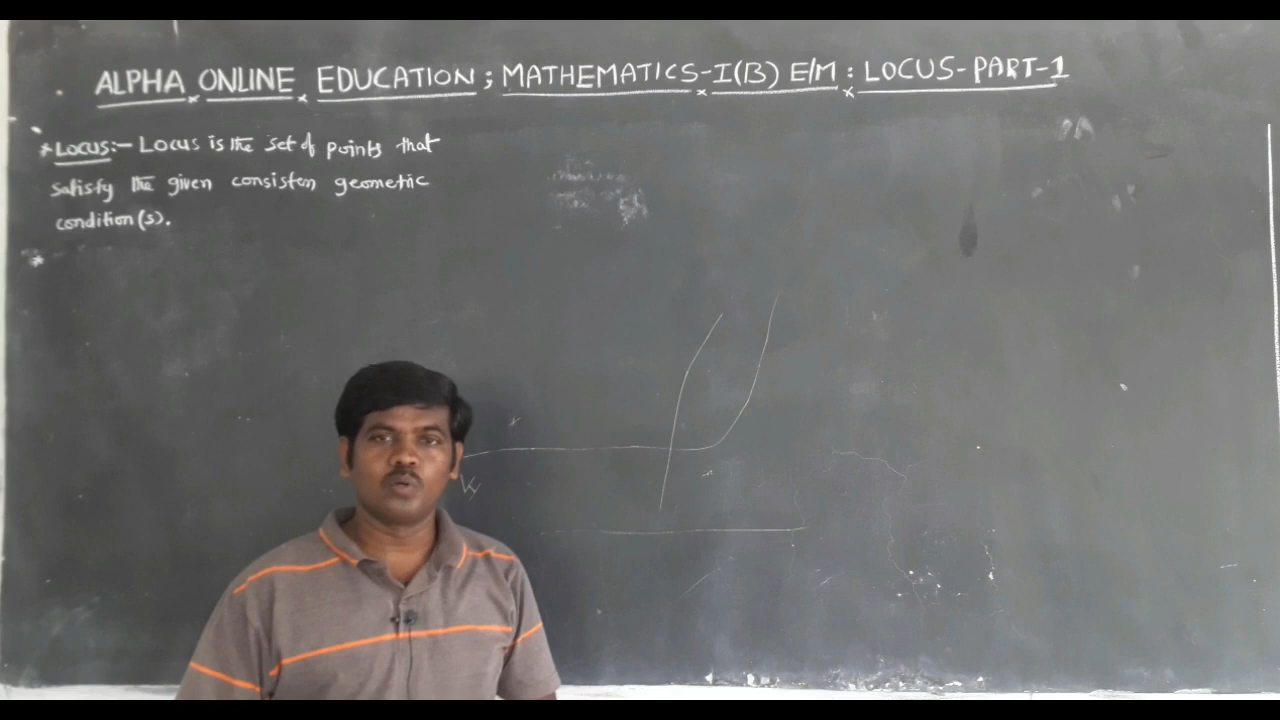 ALPHA ONLINE EDUCATION ; MATHEMATICS-I(B) E/M : LOCUS-PART-1
* LOCUS:- Locus is the set of points that
satisfy the given consisten geometric
condition(s).
*